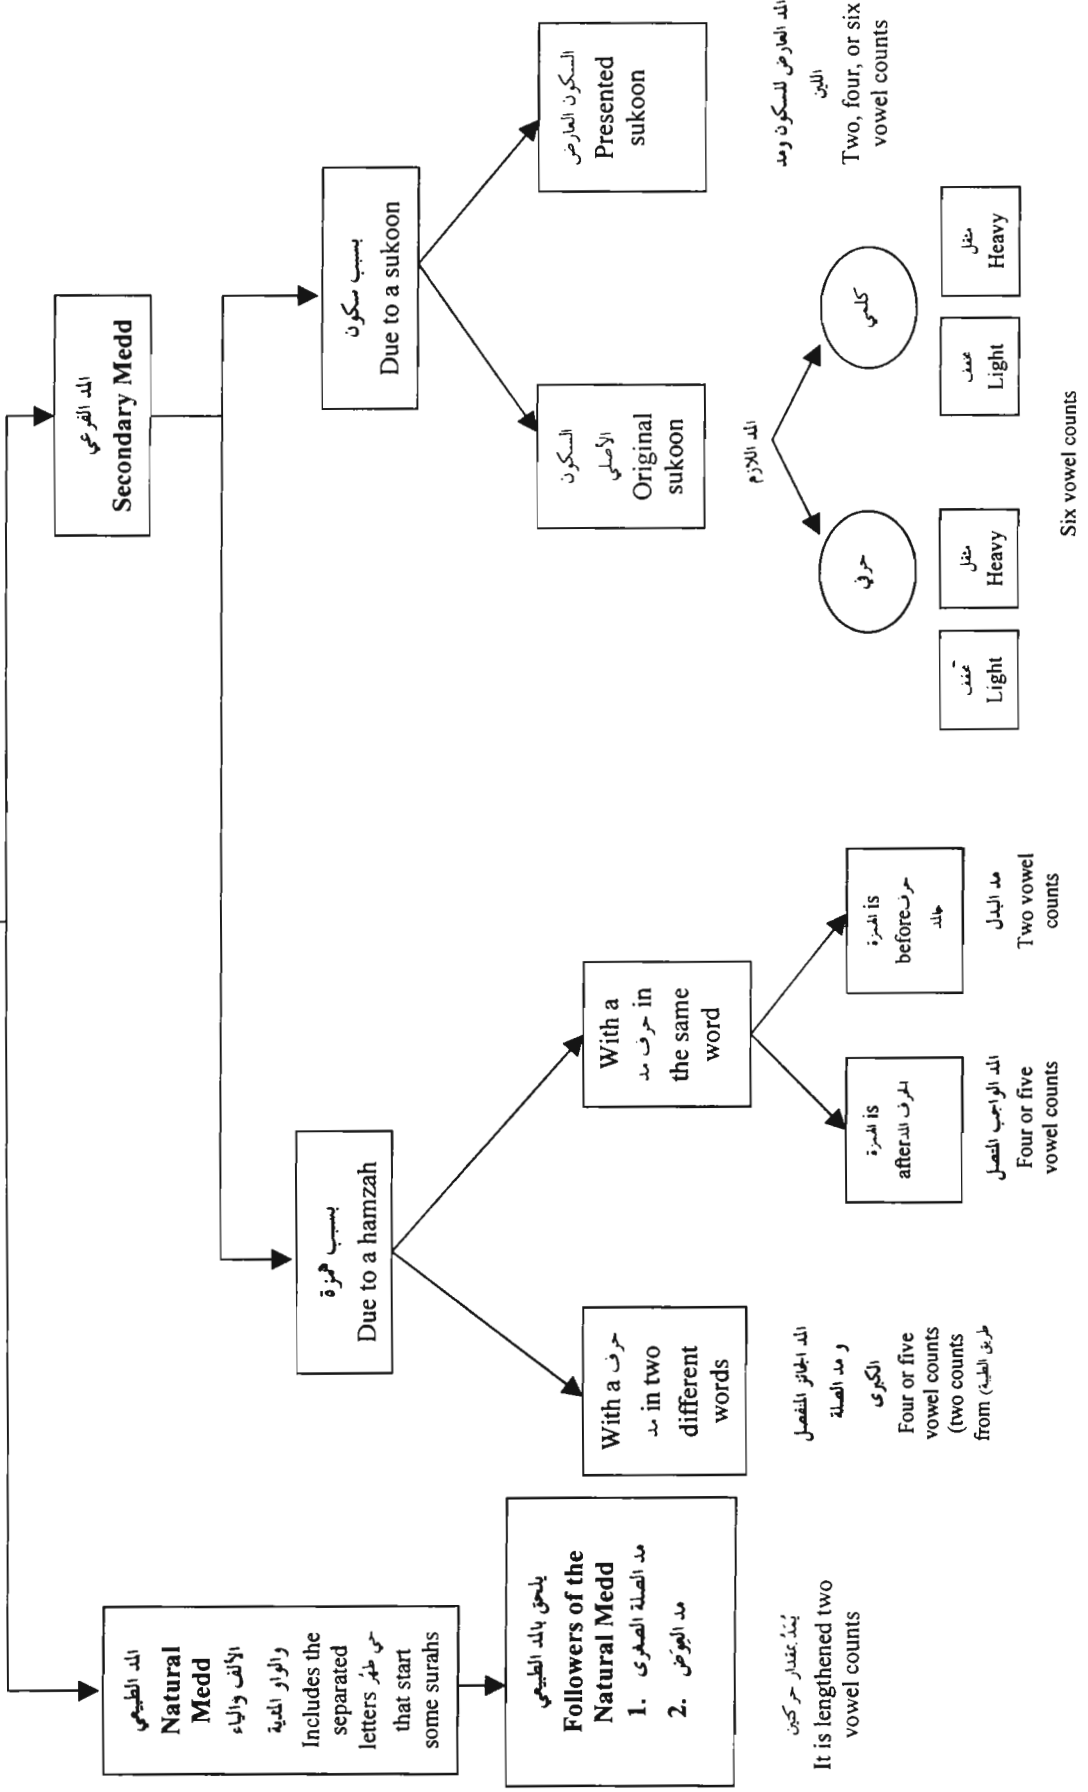 المد الطبيعي
Natural
Medd
الألف والياء
والواو المدية
Includes the
separated
letters حي طهر
that start
some surahs
يلحق بالمد الطبيعي
Followers of the
Natural Medd
1. مد الصلة الصغرى
2. مد العِوَض
يُمَدُّ بمقدار حركتين
It is lengthened two
vowel counts
المد الفرعي
Secondary Medd
بسبب همزة
Due to a hamzah
With a حرف
مد in two
different
words
المد الجائز المنفصل
و مد الصلة
الكبرى
Four or five
vowel counts
(two counts
from (طريق الطيبة
With a
حرف مد in
the same
word
الهمزة is
after الحرف المد
المد الواجب المتصل
Four or five
vowel counts
الهمزة is
before حرف
مد البدل
Two vowel
counts
بسبب سكون
Due to a sukoon
السكون
الأصلي
Original
sukoon
المد اللازم
حرفي
مخفف
Light
مثقل
Heavy
كلمي
مخفف
Light
مثقل
Heavy
Six vowel counts
السكون العارض
Presented
sukoon
المد العارض للسكون ومد
اللين
Two, four, or six
vowel counts